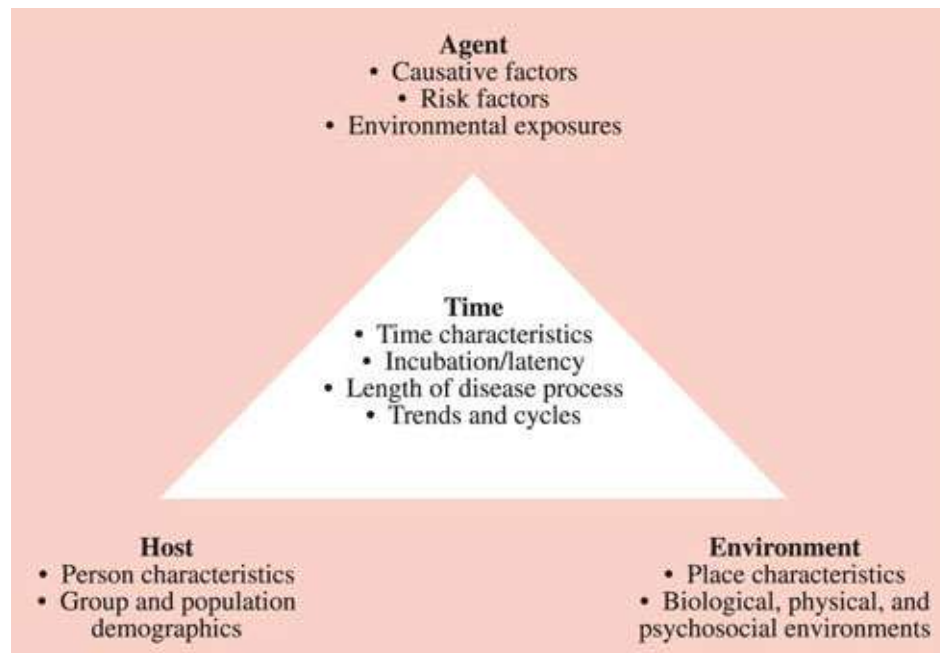 Agent
• Causative factors
• Risk factors
• Environmental exposures
Time
• Time characteristics
• Incubation/latency
• Length of disease process
• Trends and cycles
Host
• Person characteristics
• Group and population
demographics
Environment
• Place characteristics
• Biological, physical, and
psychosocial environments